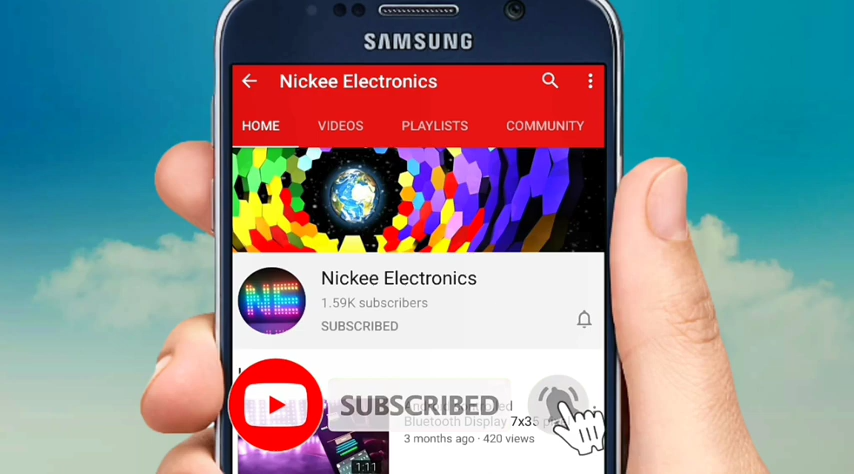 SAMSUNG
Nickee Electronics
HOME VIDEOS PLAYLISTS COMMUNITY
NE
Nickee Electronics
1.59K subscribers
SUBSCRIBED
SUBSCRIBED
Bluetooth Display 7x35
3 months ago · 420 views
1:11